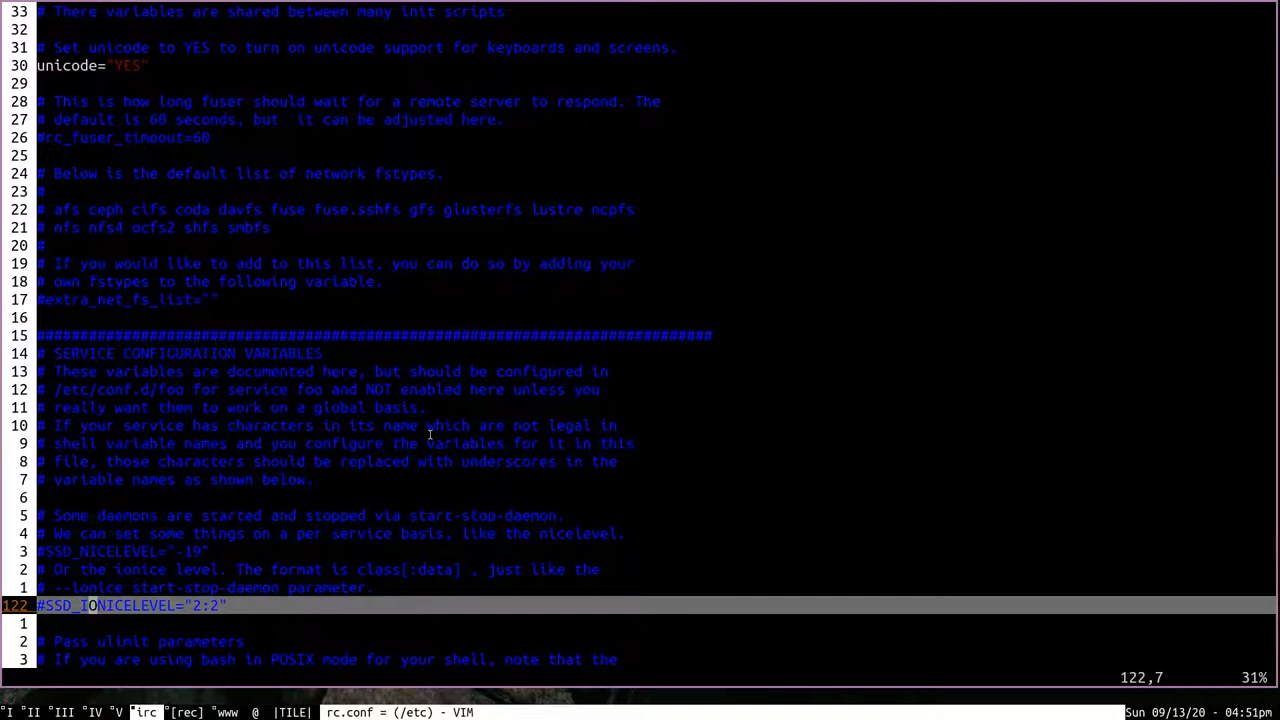 33 # There variables are shared between many init scripts
32
31 # Set unicode to YES to turn on unicode support for keyboards and screens.
30 unicode="YES"
29
28 # This is how long fuser should wait for a remote server to respond. The
27 # default is 60 seconds, but  it can be adjusted here.
26 #rc_fuser_timeout=60
25
24 # Below is the default list of network fstypes.
23 #
22 # afs ceph cifs coda davfs fuse fuse.sshfs gfs glusterfs lustre ncpfs
21 # nfs nfs4 ocfs2 shfs smbfs
20 #
19 # If you would like to add to this list, you can do so by adding your
18 # own fstypes to the following variable.
17 #extra_net_fs_list=""
16
15 ##############################################################################
14 # SERVICE CONFIGURATION VARIABLES
13 # These variables are documented here, but should be configured in
12 # /etc/conf.d/foo for service foo and NOT enabled here unless you
11 # really want them to work on a global basis.
10 # If your service has characters in its name which are not legal in
9 # shell variable names and you configure the variables for it in this
8 # file, those characters should be replaced with underscores in the
7 # variable names as shown below.
6
5 # Some daemons are started and stopped via start-stop-daemon.
4 # We can set some things on a per service basis, like the nicelevel.
3 #SSD_NICELEVEL="-19"
2 # Or the ionice level. The format is class[:data] , just like the
1 # --ionice start-stop-daemon parameter.
122 #SSD_IONICELEVEL="2:2"
1
2 # Pass ulimit parameters
3 # If you are using bash in POSIX mode for your shell, note that the
122,7 31%
°I °II °III °IV °V °irc °[rec] °www @ |TILE| rc.conf = (/etc) - VIM Sun 09/13/20 - 04:51pm